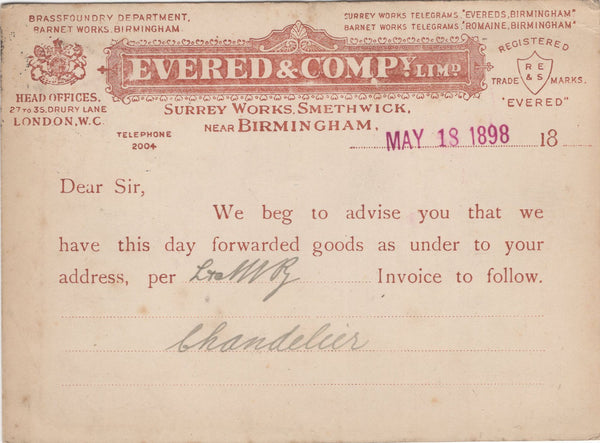 BRASSFOUNDRY DEPARTMENT,
BARNET WORKS, BIRMINGHAM
SURREY WORKS TELEGRAMS, "EVEREDS, BIRMINGHAM"
BARNET WORKS TELEGRAMS, "ROMAINE, BIRMINGHAM"
EVERED & COMPY LIMD
REGISTERED
R E
& S
TRADE MARKS.
"EVERED"
HEAD OFFICES.
27 TO 35, DRURY LANE
LONDON, W.C.
SURREY WORKS, SMETHWICK,
NEAR BIRMINGHAM,
TELEPHONE
2004
MAY 18 1898 18
Dear Sir,
We beg to advise you that we
have this day forwarded goods as under to your
address, per Invoice to follow.
Chandelier